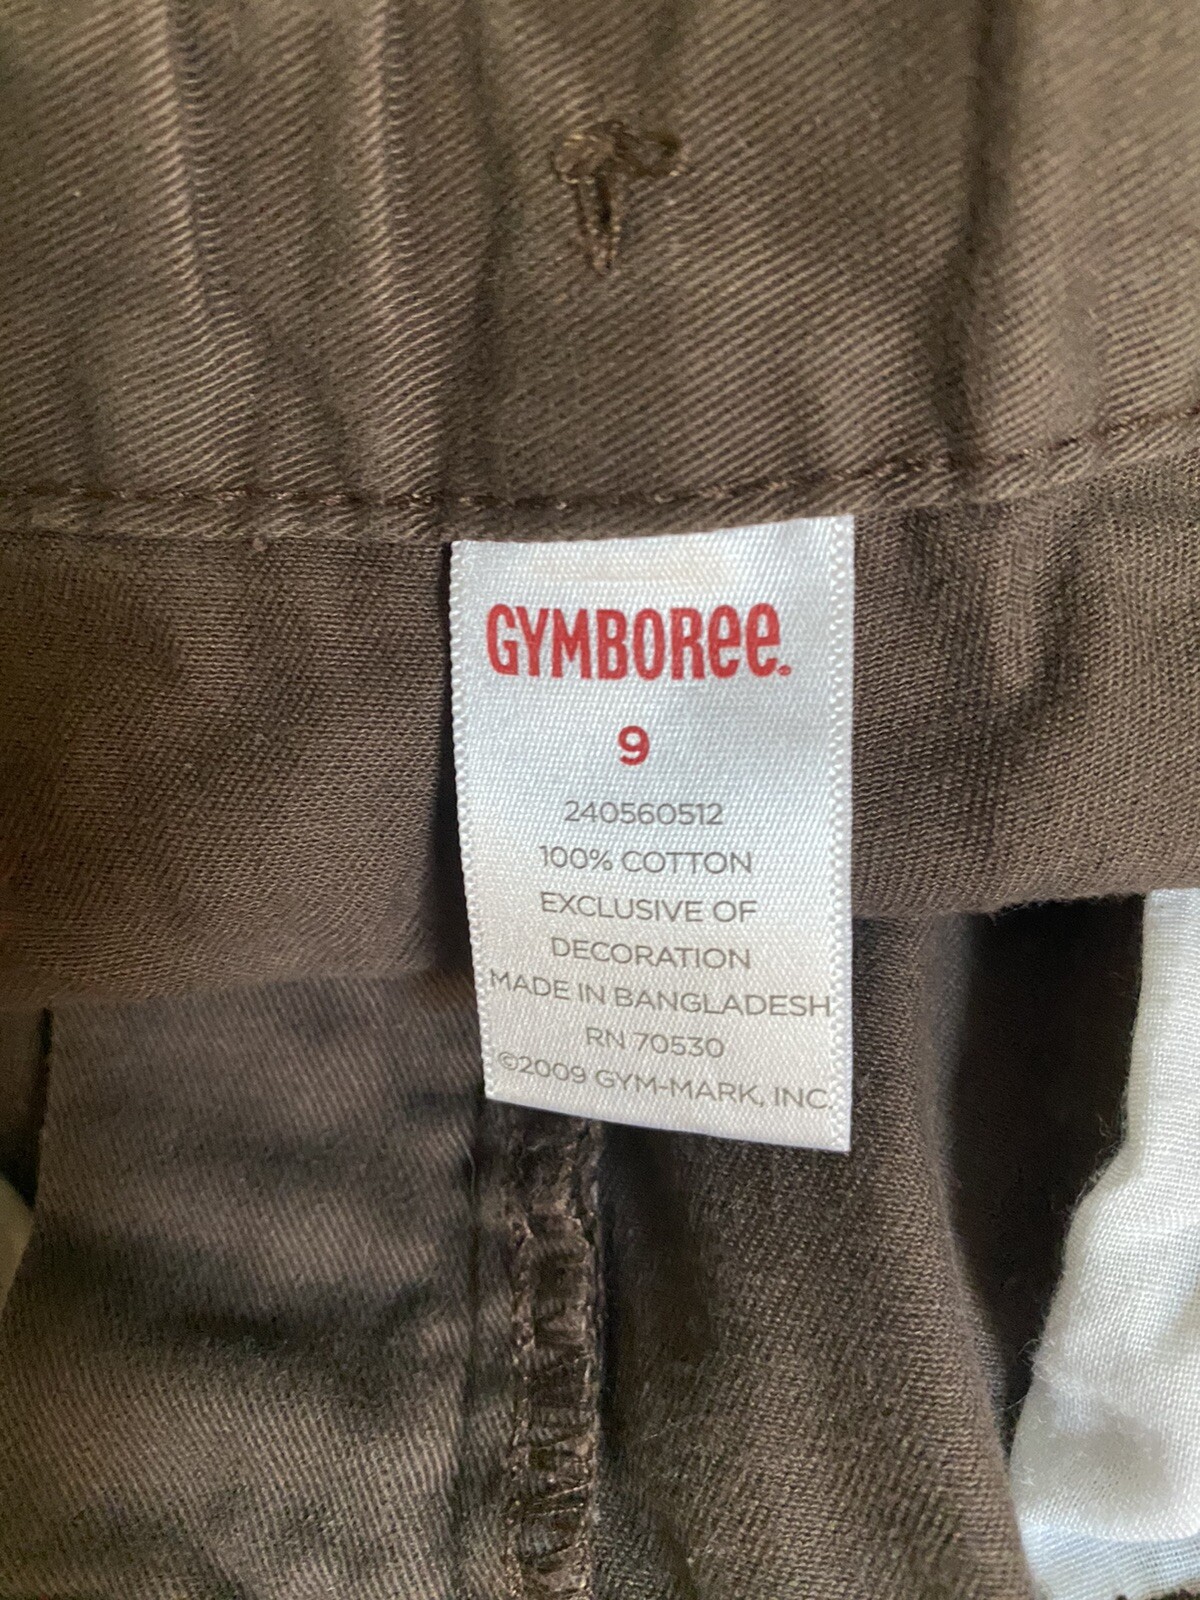 GYMBOREE.
9
240560512
100% COTTON
EXCLUSIVE OF
DECORATION
MADE IN BANGLADESH
RN 70530
©2009 GYM-MARK, INC.